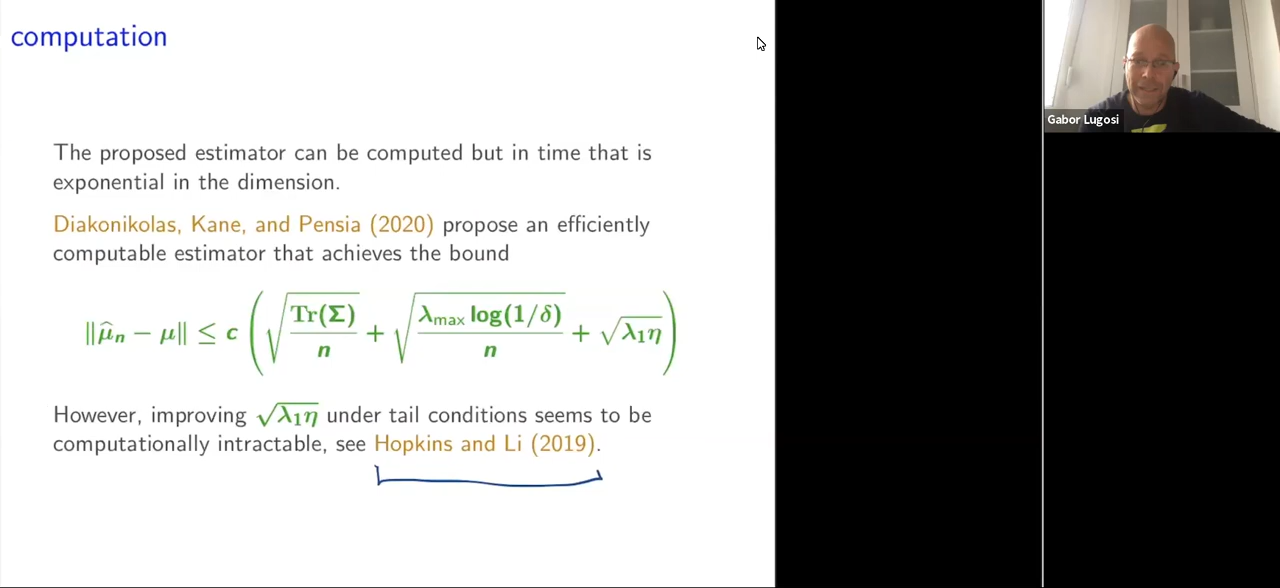 computation
The proposed estimator can be computed but in time that is
exponential in the dimension.
Diakonikolas, Kane, and Pensia (2020) propose an efficiently
computable estimator that achieves the bound
‖μ̂ₙ − μ‖ ≤ c ( √(Tr(Σ)/n) + √(λmax log(1/δ)/n) + √(λ₁η) )
However, improving √(λ₁η) under tail conditions seems to be
computationally intractable, see Hopkins and Li (2019).
Gabor Lugosi